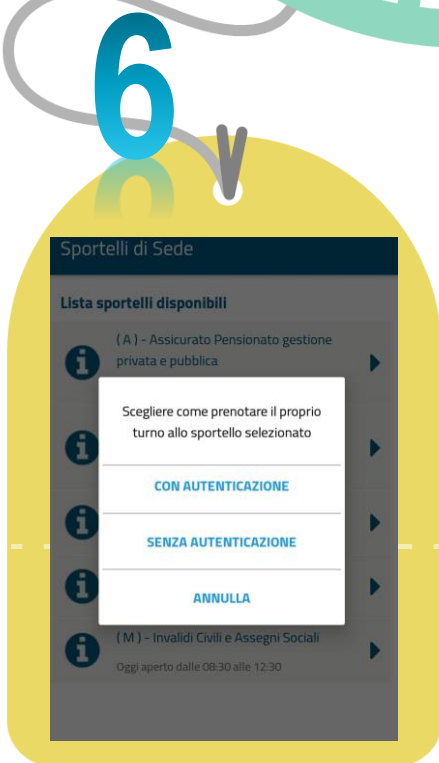 6
Sportelli di Sede
Lista sportelli disponibili
( A ) - Assicurato Pensionato gestione
privata e pubblica
Scegliere come prenotare il proprio
turno allo sportello selezionato
CON AUTENTICAZIONE
SENZA AUTENTICAZIONE
ANNULLA
( M ) - Invalidi Civili e Assegni Sociali
Oggi aperto dalle 08:30 alle 12:30